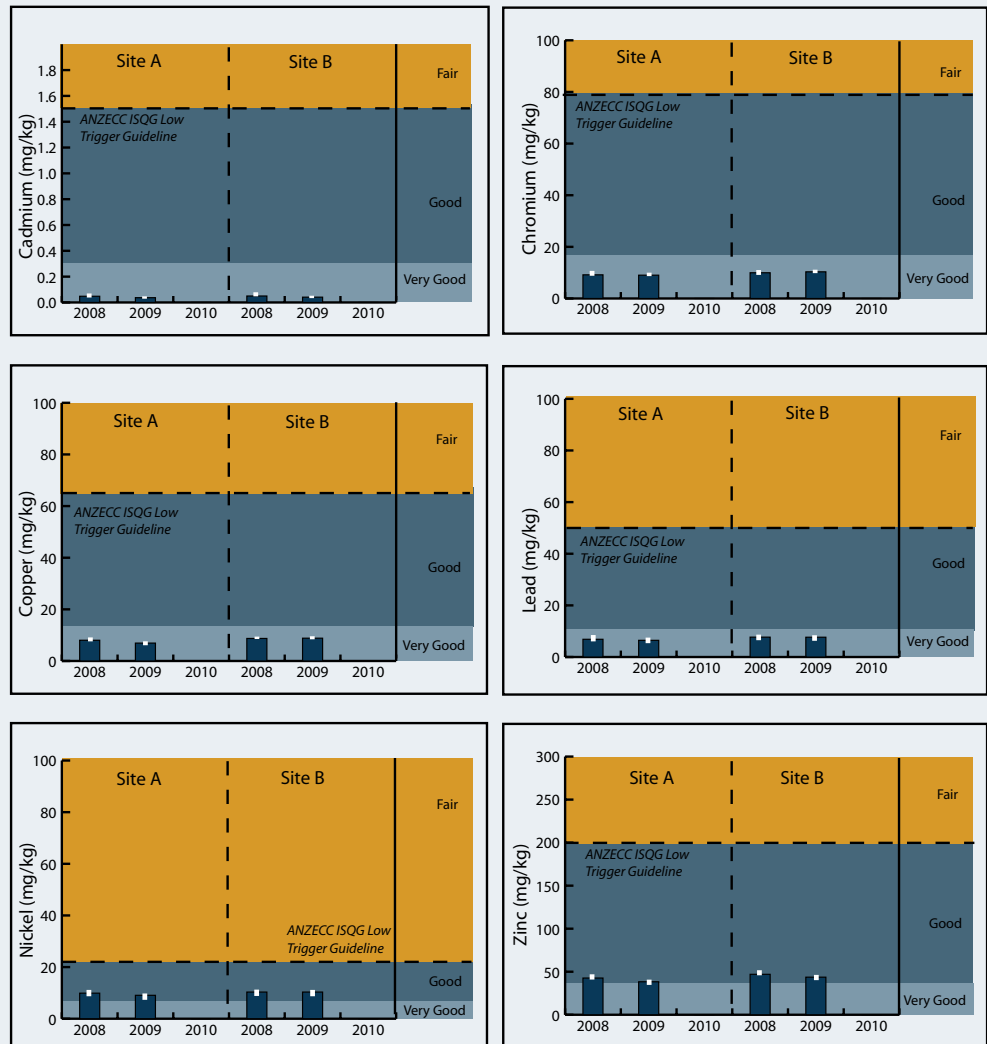 Site A
Site B
Fair
Good
Very Good
ANZECC ISQG Low
Trigger Guideline
Cadmium (mg/kg)
1.8
1.6
1.4
1.2
1.0
0.8
0.6
0.4
0.2
0.0
2008 2009 2010 2008 2009 2010
Site A
Site B
Fair
Good
Very Good
ANZECC ISQG Low
Trigger Guideline
Chromium (mg/kg)
100
80
60
40
20
0
2008 2009 2010 2008 2009 2010
Site A
Site B
Fair
Good
Very Good
ANZECC ISQG Low
Trigger Guideline
Copper (mg/kg)
100
80
60
40
20
0
2008 2009 2010 2008 2009 2010
Site A
Site B
Fair
Good
Very Good
ANZECC ISQG Low
Trigger Guideline
Lead (mg/kg)
100
80
60
40
20
0
2008 2009 2010 2008 2009 2010
Site A
Site B
Fair
Good
Very Good
ANZECC ISQG Low
Trigger Guideline
Nickel (mg/kg)
100
80
60
40
20
0
2008 2009 2010 2008 2009 2010
Site A
Site B
Fair
Good
Very Good
ANZECC ISQG Low
Trigger Guideline
Zinc (mg/kg)
300
250
200
150
100
50
0
2008 2009 2010 2008 2009 2010